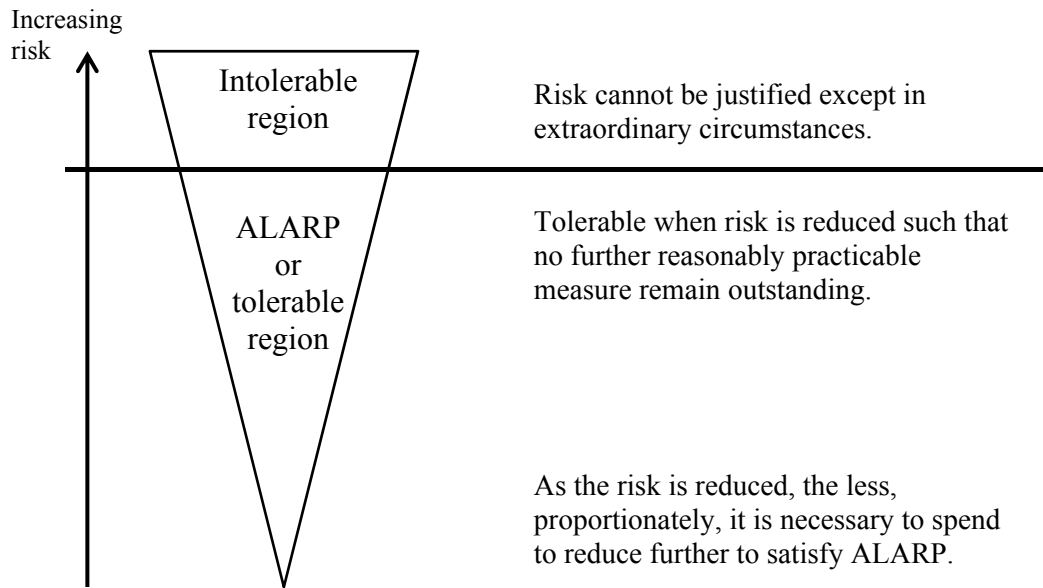 Increasing
risk
Intolerable
region
Risk cannot be justified except in
extraordinary circumstances.
ALARP
or
tolerable
region
Tolerable when risk is reduced such that
no further reasonably practicable
measure remain outstanding.
As the risk is reduced, the less,
proportionately, it is necessary to spend
to reduce further to satisfy ALARP.